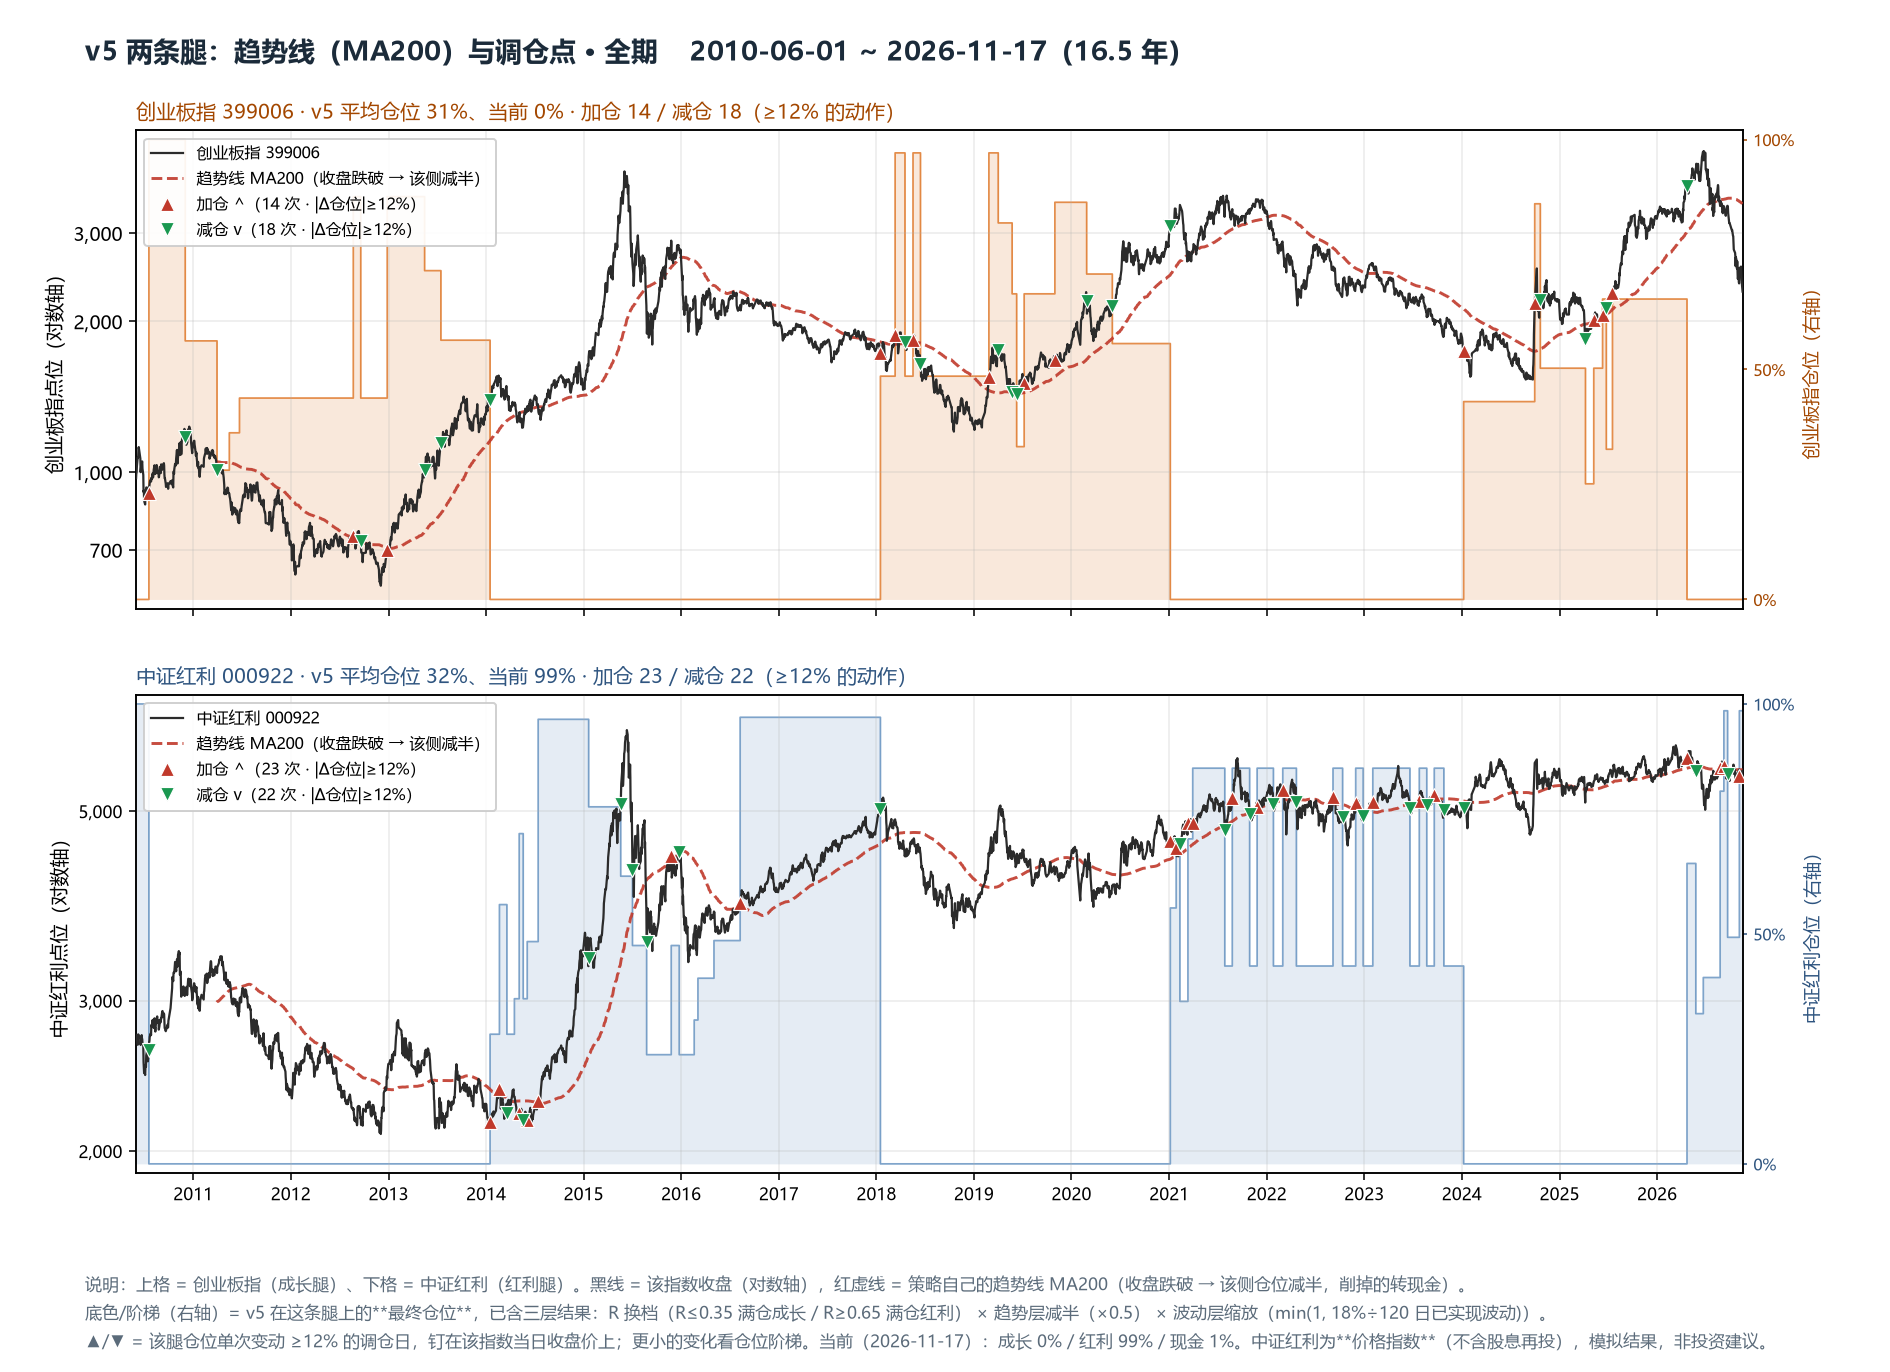 v5 两条腿：趋势线（MA200）与调仓点 • 全期 2010-06-01 ~ 2026-11-17（16.5 年）
创业板指 399006 · v5 平均仓位 31%、当前 0% · 加仓 14 / 减仓 18（≥12% 的动作）
创业板指 399006
趋势线 MA200（收盘跌破 → 该侧减半）
加仓 ^（14 次 · |Δ仓位|≥12%）
减仓 v（18 次 · |Δ仓位|≥12%）
创业板指点位（对数轴）
3,000
2,000
1,000
700
100%
50%
0%
创业板指仓位（右轴）
中证红利 000922 · v5 平均仓位 32%、当前 99% · 加仓 23 / 减仓 22（≥12% 的动作）
中证红利 000922
趋势线 MA200（收盘跌破 → 该侧减半）
加仓 ^（23 次 · |Δ仓位|≥12%）
减仓 v（22 次 · |Δ仓位|≥12%）
中证红利点位（对数轴）
5,000
3,000
2,000
100%
50%
0%
中证红利仓位（右轴）
2011 2012 2013 2014 2015 2016 2017 2018 2019 2020 2021 2022 2023 2024 2025 2026
说明：上格 = 创业板指（成长腿）、下格 = 中证红利（红利腿）。黑线 = 该指数收盘（对数轴），红虚线 = 策略自己的趋势线 MA200（收盘跌破 → 该侧仓位减半，削掉的转现金）。
底色/阶梯（右轴）= v5 在这条腿上的**最终仓位**，已含三层结果：R 换档（R≤0.35 满仓成长 / R≥0.65 满仓红利） × 趋势层减半（×0.5） × 波动层缩放（min(1, 18%÷120 日已实现波动)）。
▲/▼ = 该腿仓位单次变动 ≥12% 的调仓日，钉在该指数当日收盘价上；更小的变化看仓位阶梯。当前（2026-11-17）：成长 0% / 红利 99% / 现金 1%。中证红利为**价格指数**（不含股息再投），模拟结果，非投资建议。